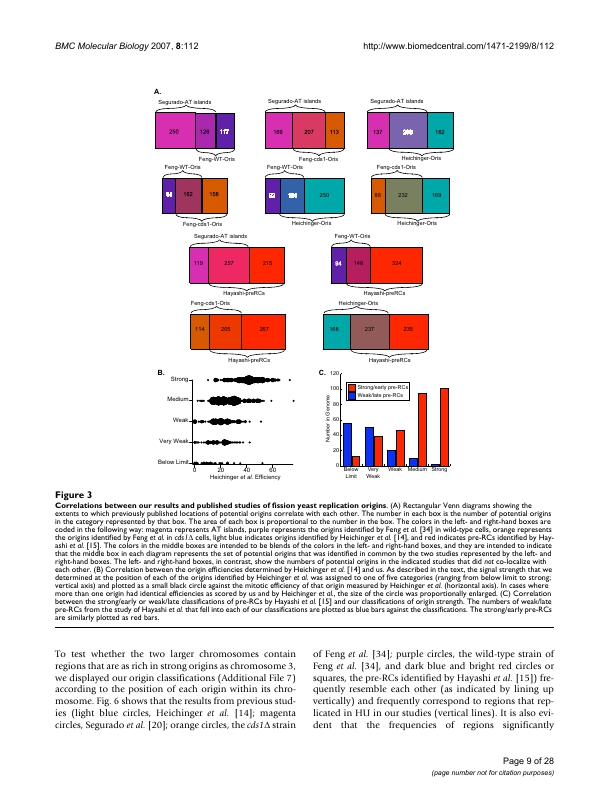 BMC Molecular Biology 2007, 8:112
http://www.biomedcentral.com/1471-2199/8/112
A.
Segurado-AT islands
Segurado-AT islands
Segurado-AT islands
250 126 117
169 207 113
137 182
Feng-WT-Oris
Feng-cds1-Oris
Heichinger-Oris
Feng-WT-Oris
Feng-WT-Oris
Feng-cds1-Oris
162 158
250
88 232 169
Feng-cds1-Oris
Heichinger-Oris
Heichinger-Oris
Segurado-AT islands
Feng-WT-Oris
119 257 215
94 148 324
Hayashi-preRCs
Hayashi-preRCs
Feng-cds1-Oris
Heichinger-Oris
114 205 267
168 237 235
Hayashi-preRCs
Hayashi-preRCs
B.
Strong
Medium
Weak
Very Weak
Below Limit
0 20 40 60
Heichinger et al. Efficiency
C.
Number in Genome
120
100
80
60
40
20
0
Strong/early pre-RCs
Weak/late pre-RCs
Below Limit
Very Weak
Weak
Medium
Strong
Figure 3
Correlations between our results and published studies of fission yeast replication origins. (A) Rectangular Venn diagrams showing the
extents to which previously published locations of potential origins correlate with each other. The number in each box is the number of potential origins
in the category represented by that box. The area of each box is proportional to the number in the box. The colors in the left- and right-hand boxes are
coded in the following way: magenta represents AT islands, purple represents the origins identified by Feng et al. [34] in wild-type cells, orange represents
the origins identified by Feng et al. in cds1Δ cells, light blue indicates origins identified by Heichinger et al. [14], and red indicates pre-RCs identified by Hay-
ashi et al. [15]. The colors in the middle boxes are intended to be blends of the colors in the left- and right-hand boxes, and they are intended to indicate
that the middle box in each diagram represents the set of potential origins that was identified in common by the two studies represented by the left- and
right-hand boxes. The left- and right-hand boxes, in contrast, show the numbers of potential origins in the indicated studies that did not co-localize with
each other. (B) Correlation between the origin efficiencies determined by Heichinger et al. [14] and us. As described in the text, the signal strength that we
determined at the position of each of the origins identified by Heichinger et al. was assigned to one of five categories (ranging from below limit to strong;
vertical axis) and plotted as a small black circle against the mitotic efficiency of that origin measured by Heichinger et al. (horizontal axis). In cases where
more than one origin had identical efficiencies as scored by us and by Heichinger et al., the size of the circle was proportionally enlarged. (C) Correlation
between the strong/early or weak/late classifications of pre-RCs by Hayashi et al. [15] and our classifications of origin strength. The numbers of weak/late
pre-RCs from the study of Hayashi et al. that fell into each of our classifications are plotted as blue bars against the classifications. The strong/early pre-RCs
are similarly plotted as red bars.
To test whether the two larger chromosomes contain
regions that are as rich in strong origins as chromosome 3,
we displayed our origin classifications (Additional File 7)
according to the position of each origin within its chro-
mosome. Fig. 6 shows that the results from previous stud-
ies (light blue circles, Heichinger et al. [14]; magenta
circles, Segurado et al. [20]; orange circles, the cds1Δ strain
of Feng et al. [34]; purple circles, the wild-type strain of
Feng et al. [34], and dark blue and bright red circles or
squares, the pre-RCs identified by Hayashi et al. [15]) fre-
quently resemble each other (as indicated by lining up
vertically) and frequently correspond to regions that rep-
licated in HU in our studies (vertical lines). It is also evi-
dent that the frequencies of regions significantly
Page 9 of 28
(page number not for citation purposes)